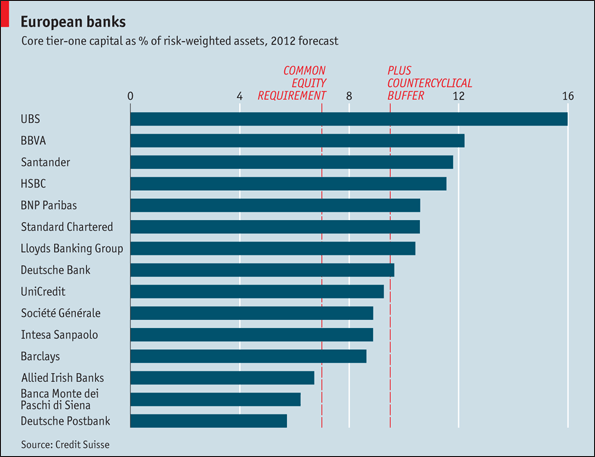 European banks
Core tier-one capital as % of risk-weighted assets, 2012 forecast
COMMON
EQUITY
REQUIREMENT
PLUS
COUNTERCYCLICAL
BUFFER
0 4 8 12 16
UBS
BBVA
Santander
HSBC
BNP Paribas
Standard Chartered
Lloyds Banking Group
Deutsche Bank
UniCredit
Société Générale
Intesa Sanpaolo
Barclays
Allied Irish Banks
Banca Monte dei
Paschi di Siena
Deutsche Postbank
Source: Credit Suisse